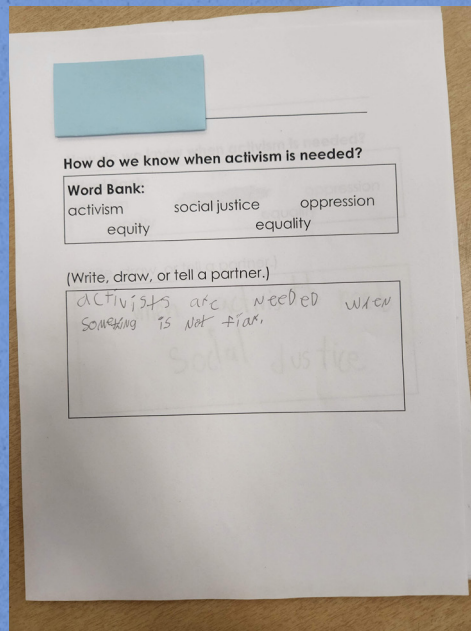 How do we know when activism is needed?
Word Bank:
activism social justice oppression
equity equality
(Write, draw, or tell a partner.)
activists are NeeDeD wheN
SomeKiNg is Not fiar.
social Justice